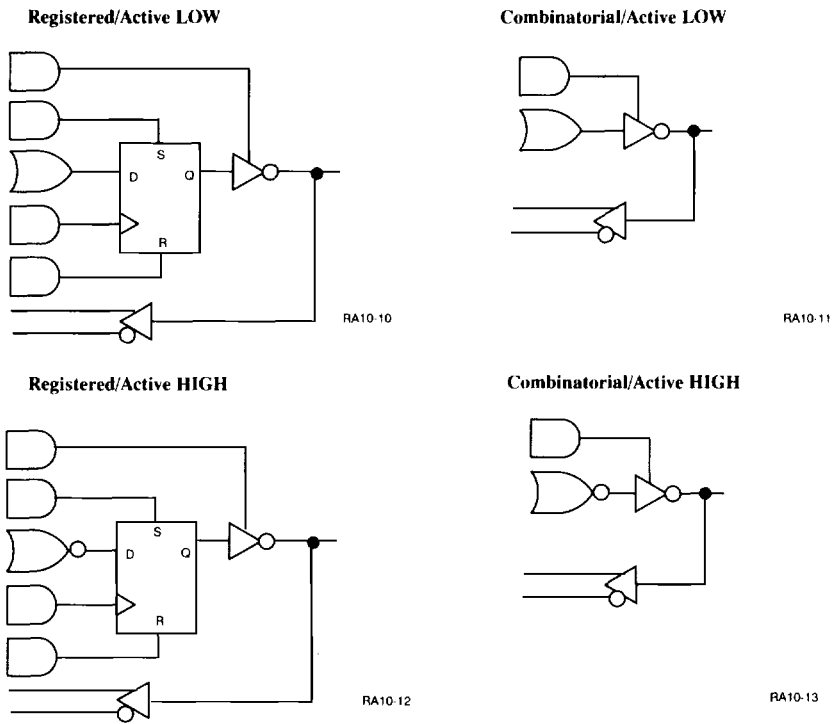 Registered/Active LOW
S
D
Q
R
RA10-10
Combinatorial/Active LOW
RA10-11
Registered/Active HIGH
S
D
Q
R
RA10-12
Combinatorial/Active HIGH
RA10-13